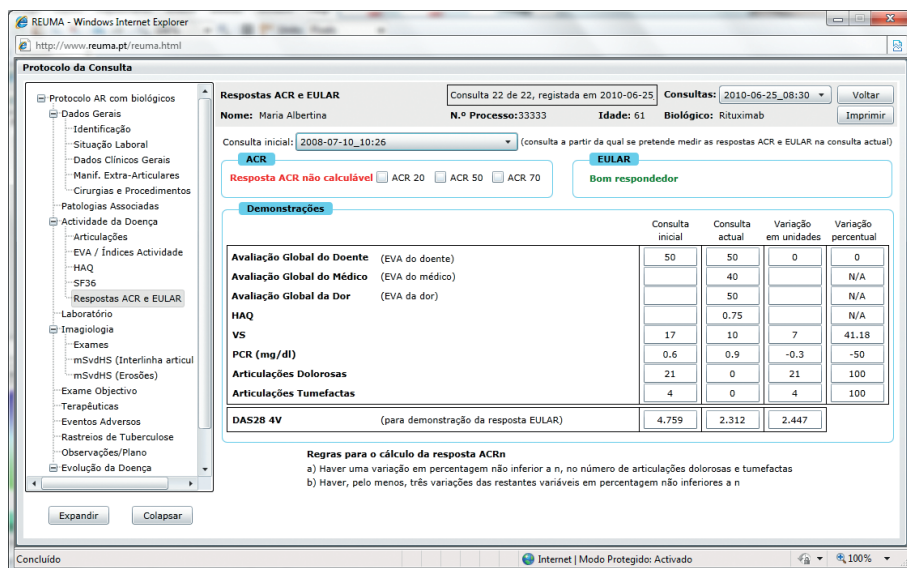 REUMA - Windows Internet Explorer
http://www.reuma.pt/reuma.html
Protocolo da Consulta
Protocolo AR com biológicos
Dados Gerais
Identificação
Situação Laboral
Dados Clínicos Gerais
Manif. Extra-Articulares
Cirurgias e Procedimentos
Patologias Associadas
Actividade da Doença
Articulações
EVA / Índices Actividade
HAQ
SF36
Respostas ACR e EULAR
Laboratório
Imagiologia
Exames
mSvdHS (Interlinha articul
mSvdHS (Erosões)
Exame Objectivo
Terapêuticas
Eventos Adversos
Rastreios de Tuberculose
Observações/Plano
Evolução da Doença
Expandir Colapsar
Respostas ACR e EULAR Consulta 22 de 22, registada em 2010-06-25 Consultas: 2010-06-25_08:30 Voltar
Nome: Maria Albertina N.º Processo:33333 Idade: 61 Biológico: Rituximab Imprimir
Consulta inicial: 2008-07-10_10:26 (consulta a partir da qual se pretende medir as respostas ACR e EULAR na consulta actual)
ACR EULAR
Resposta ACR não calculável ACR 20 ACR 50 ACR 70 Bom respondedor
Demonstrações
Consulta Consulta Variação Variação
inicial actual em unidades percentual
Avaliação Global do Doente (EVA do doente) 50 50 0 0
Avaliação Global do Médico (EVA do médico) 40 N/A
Avaliação Global da Dor (EVA da dor) 50 N/A
HAQ 0.75 N/A
VS 17 10 7 41.18
PCR (mg/dl) 0.6 0.9 -0.3 -50
Articulações Dolorosas 21 0 21 100
Articulações Tumefactas 4 0 4 100
DAS28 4V (para demonstração da resposta EULAR) 4.759 2.312 2.447
Regras para o cálculo da resposta ACRn
a) Haver uma variação em percentagem não inferior a n, no número de articulações dolorosas e tumefactas
b) Haver, pelo menos, três variações das restantes variáveis em percentagem não inferiores a n
Concluído Internet | Modo Protegido: Activado 100%